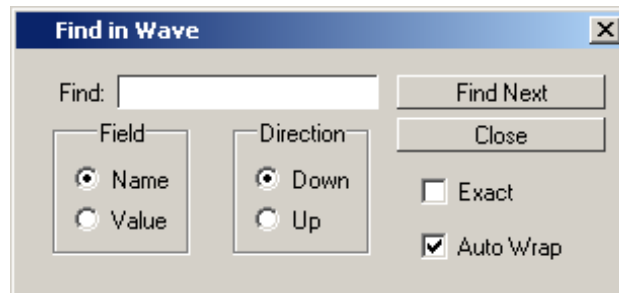 Find in Wave
Find:
Find Next
Field
Direction
Close
Name
Down
Exact
Value
Up
Auto Wrap